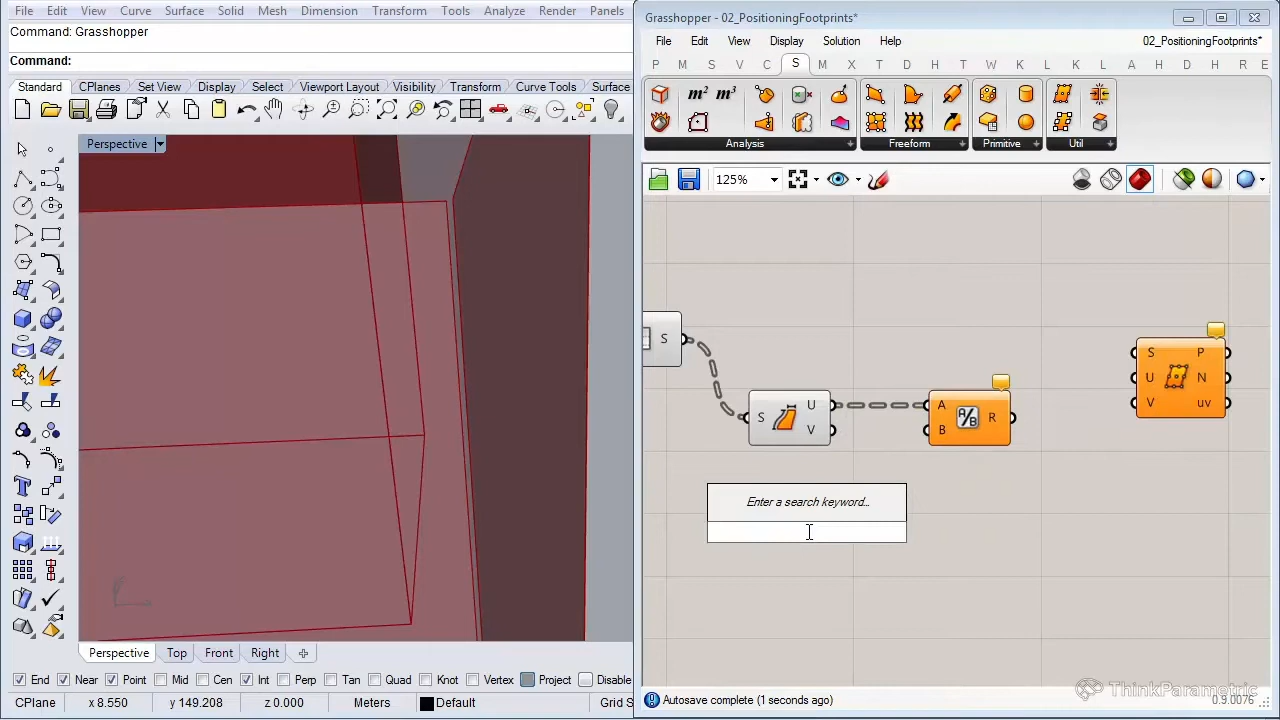 File Edit View Curve Surface Solid Mesh Dimension Transform Tools Analyze Render Panels
Command: Grasshopper
Command:
Standard CPlanes Set View Display Select Viewport Layout Visibility Transform Curve Tools Surface
Perspective
Perspective Top Front Right
End Near Point Mid Cen Int Perp Tan Quad Knot Vertex Project Disable
CPlane x 8.550 y 149.208 z 0.000 Meters Default Grid S
Grasshopper - 02_PositioningFootprints*
File Edit View Display Solution Help 02_PositioningFootprints*
P M S V C S M X T D H T W K L A H D H R E
m² m³
Analysis Freeform Primitive Util
125%
S
S U V
A B A/B R
S U V P N uv
Enter a search keyword...
Autosave complete (1 seconds ago)
ThinkParametric
0.9.0076